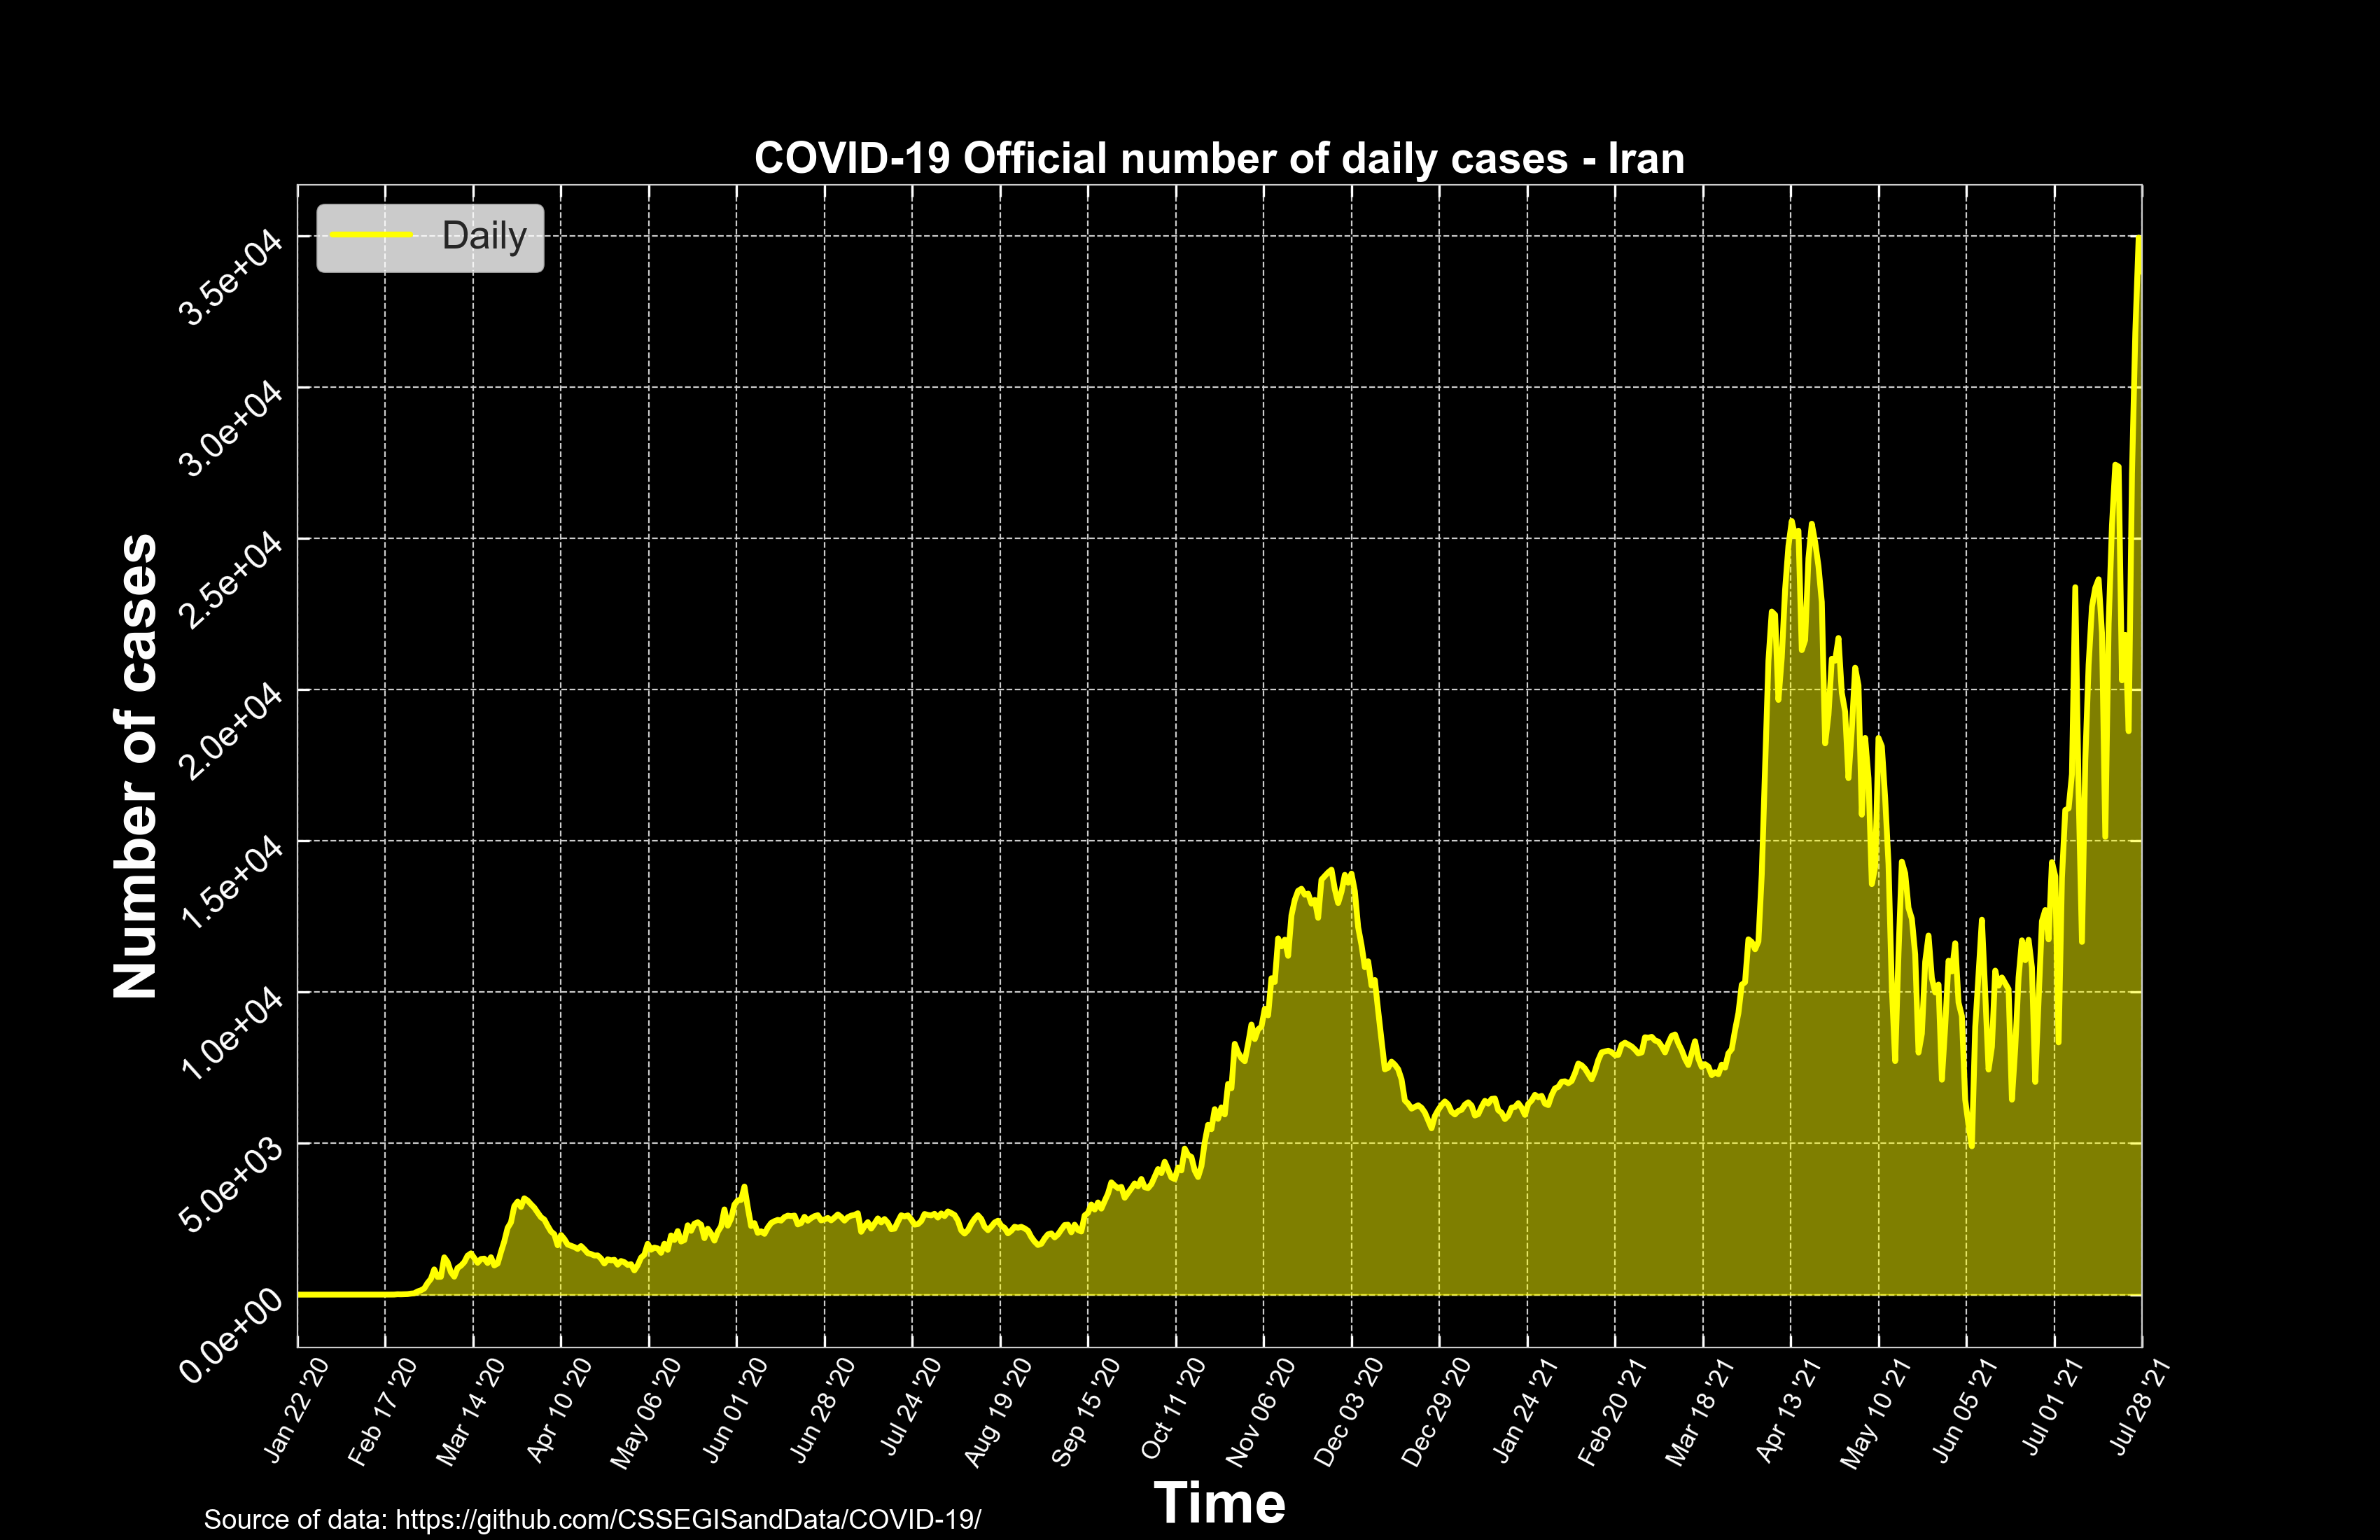 COVID-19 Official number of daily cases - Iran
Daily
Number of cases
3.5e+04
3.0e+04
2.5e+04
2.0e+04
1.5e+04
1.0e+04
5.0e+03
0.0e+00
Jan 22 '20
Feb 17 '20
Mar 14 '20
Apr 10 '20
May 06 '20
Jun 01 '20
Jun 28 '20
Jul 24 '20
Aug 19 '20
Sep 15 '20
Oct 11 '20
Nov 06 '20
Dec 03 '20
Dec 29 '20
Jan 24 '21
Feb 20 '21
Mar 18 '21
Apr 13 '21
May 10 '21
Jun 05 '21
Jul 01 '21
Jul 28 '21
Time
Source of data: https://github.com/CSSEGISandData/COVID-19/